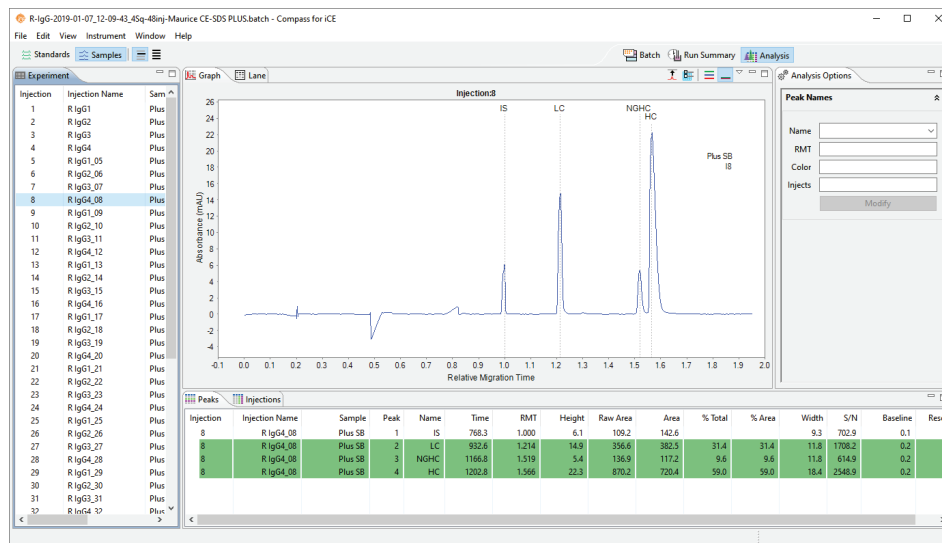 R-IgG-2019-01-07_12-09-43_4Sq-48inj-Maurice CE-SDS PLUS.batch - Compass for iCE
File Edit View Instrument Window Help
Standards Samples Batch Run Summary Analysis
Experiment
Injection Injection Name Sam
1 R IgG1 Plus
2 R IgG2 Plus
3 R IgG3 Plus
4 R IgG4 Plus
5 R IgG1_05 Plus
6 R IgG2_06 Plus
7 R IgG3_07 Plus
8 R IgG4_08 Plus
9 R IgG1_09 Plus
10 R IgG2_10 Plus
11 R IgG3_11 Plus
12 R IgG4_12 Plus
13 R IgG1_13 Plus
14 R IgG2_14 Plus
15 R IgG3_15 Plus
16 R IgG4_16 Plus
17 R IgG1_17 Plus
18 R IgG2_18 Plus
19 R IgG3_19 Plus
20 R IgG4_20 Plus
21 R IgG1_21 Plus
22 R IgG2_22 Plus
23 R IgG3_23 Plus
24 R IgG4_24 Plus
25 R IgG1_25 Plus
26 R IgG2_26 Plus
27 R IgG3_27 Plus
28 R IgG4_28 Plus
29 R IgG1_29 Plus
30 R IgG2_30 Plus
31 R IgG3_31 Plus
32 R IgG4_32 Plus
Graph Lane
Injection:8
IS LC NGHC
HC
Plus SB
I8
Absorbance (mAU)
26
24
22
20
18
16
14
12
10
8
6
4
2
0
-2
-4
-0.1 0.0 0.1 0.2 0.3 0.4 0.5 0.6 0.7 0.8 0.9 1.0 1.1 1.2 1.3 1.4 1.5 1.6 1.7 1.8 1.9 2.0
Relative Migration Time
Analysis Options
Peak Names
Name
RMT
Color
Injects
Modify
Peaks Injections
Injection Injection Name Sample Peak Name Time RMT Height Raw Area Area % Total % Area Width S/N Baseline Reso
8 R IgG4_08 Plus SB 1 IS 768.3 1.000 6.1 109.2 142.6 9.3 702.9 0.1
8 R IgG4_08 Plus SB 2 LC 932.6 1.214 14.9 356.6 382.5 31.4 31.4 11.8 1708.2 0.2
8 R IgG4_08 Plus SB 3 NGHC 1166.8 1.519 5.4 136.9 117.2 9.6 9.6 11.8 614.9 0.2
8 R IgG4_08 Plus SB 4 HC 1202.8 1.566 22.3 870.2 720.4 59.0 59.0 18.4 2548.9 0.2